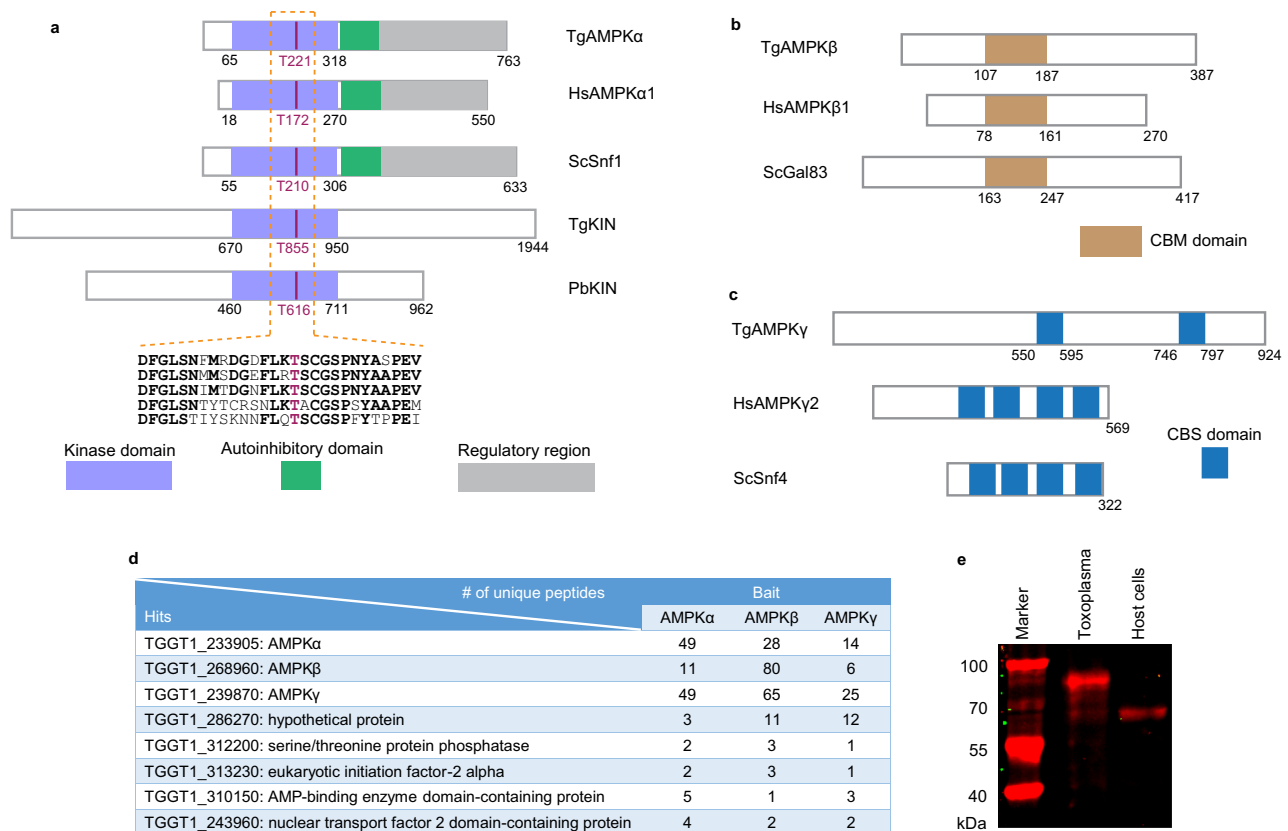 a
TgAMPKα
65 T221 318 763
HsAMPKα1
18 T172 270 550
ScSnf1
55 T210 306 633
TgKIN
670 T855 950 1944
PbKIN
460 T616 711 962
DFGLSNFMRDGDFLKTSCGSPNYASPEV
DFGLSNMMSDGEFLRTSCGSPNYAAPEV
DFGLSNIMTDGNFLKTSCGSPNYAAPEV
DFGLSNTYTCRSNLKTACGSPSYAAPEM
DFGLSTIYSKNNFLQTSCGSPFYTPPEI
Kinase domain
Autoinhibitory domain
Regulatory region
b
TgAMPKβ
107 187 387
HsAMPKβ1
78 161 270
ScGal83
163 247 417
CBM domain
c
TgAMPKγ
550 595 746 797 924
HsAMPKγ2
569
CBS domain
ScSnf4
322
d
# of unique peptides Bait
Hits AMPKα AMPKβ AMPKγ
TGGT1_233905: AMPKα 49 28 14
TGGT1_268960: AMPKβ 11 80 6
TGGT1_239870: AMPKγ 49 65 25
TGGT1_286270: hypothetical protein 3 11 12
TGGT1_312200: serine/threonine protein phosphatase 2 3 1
TGGT1_313230: eukaryotic initiation factor-2 alpha 2 3 1
TGGT1_310150: AMP-binding enzyme domain-containing protein 5 1 3
TGGT1_243960: nuclear transport factor 2 domain-containing protein 4 2 2
e
Marker
Toxoplasma
Host cells
100
70
55
40
kDa